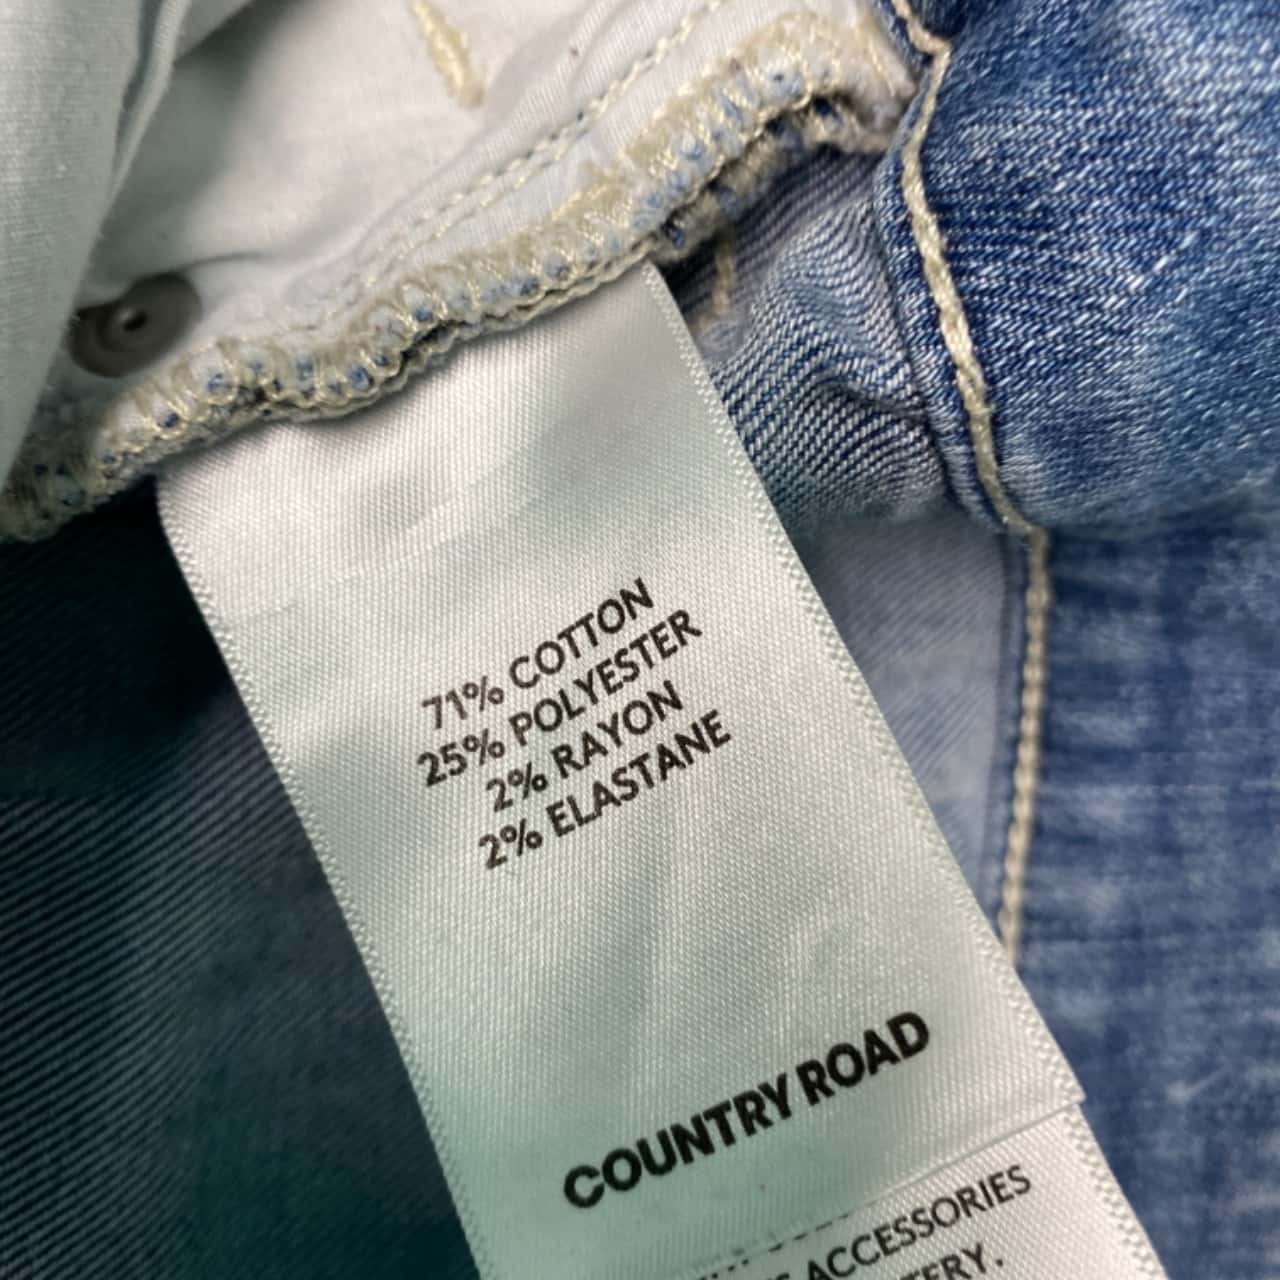 71% COTTON
25% POLYESTER
2% RAYON
2% ELASTANE
COUNTRY ROAD
ACCESSORIES